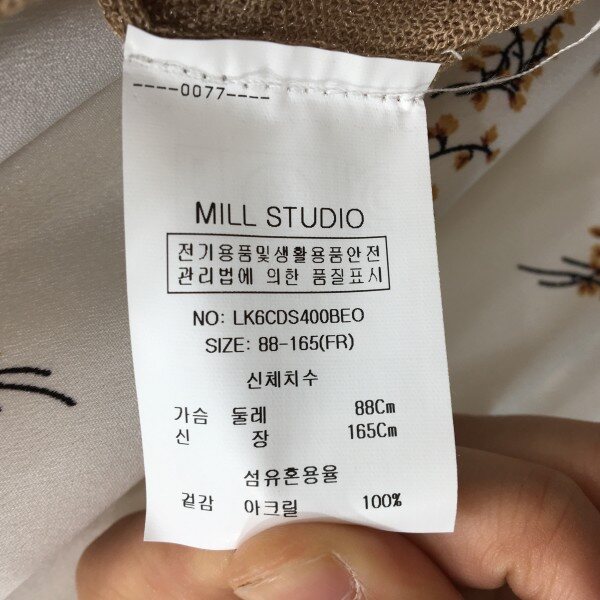 ----0077----
MILL STUDIO
전기용품및생활용품안전
관리법에 의한 품질표시
NO: LK6CDS400BEO
SIZE: 88-165(FR)
신체치수
가슴 둘레 88Cm
신 장 165Cm
섬유혼용율
겉감 아크릴 100%